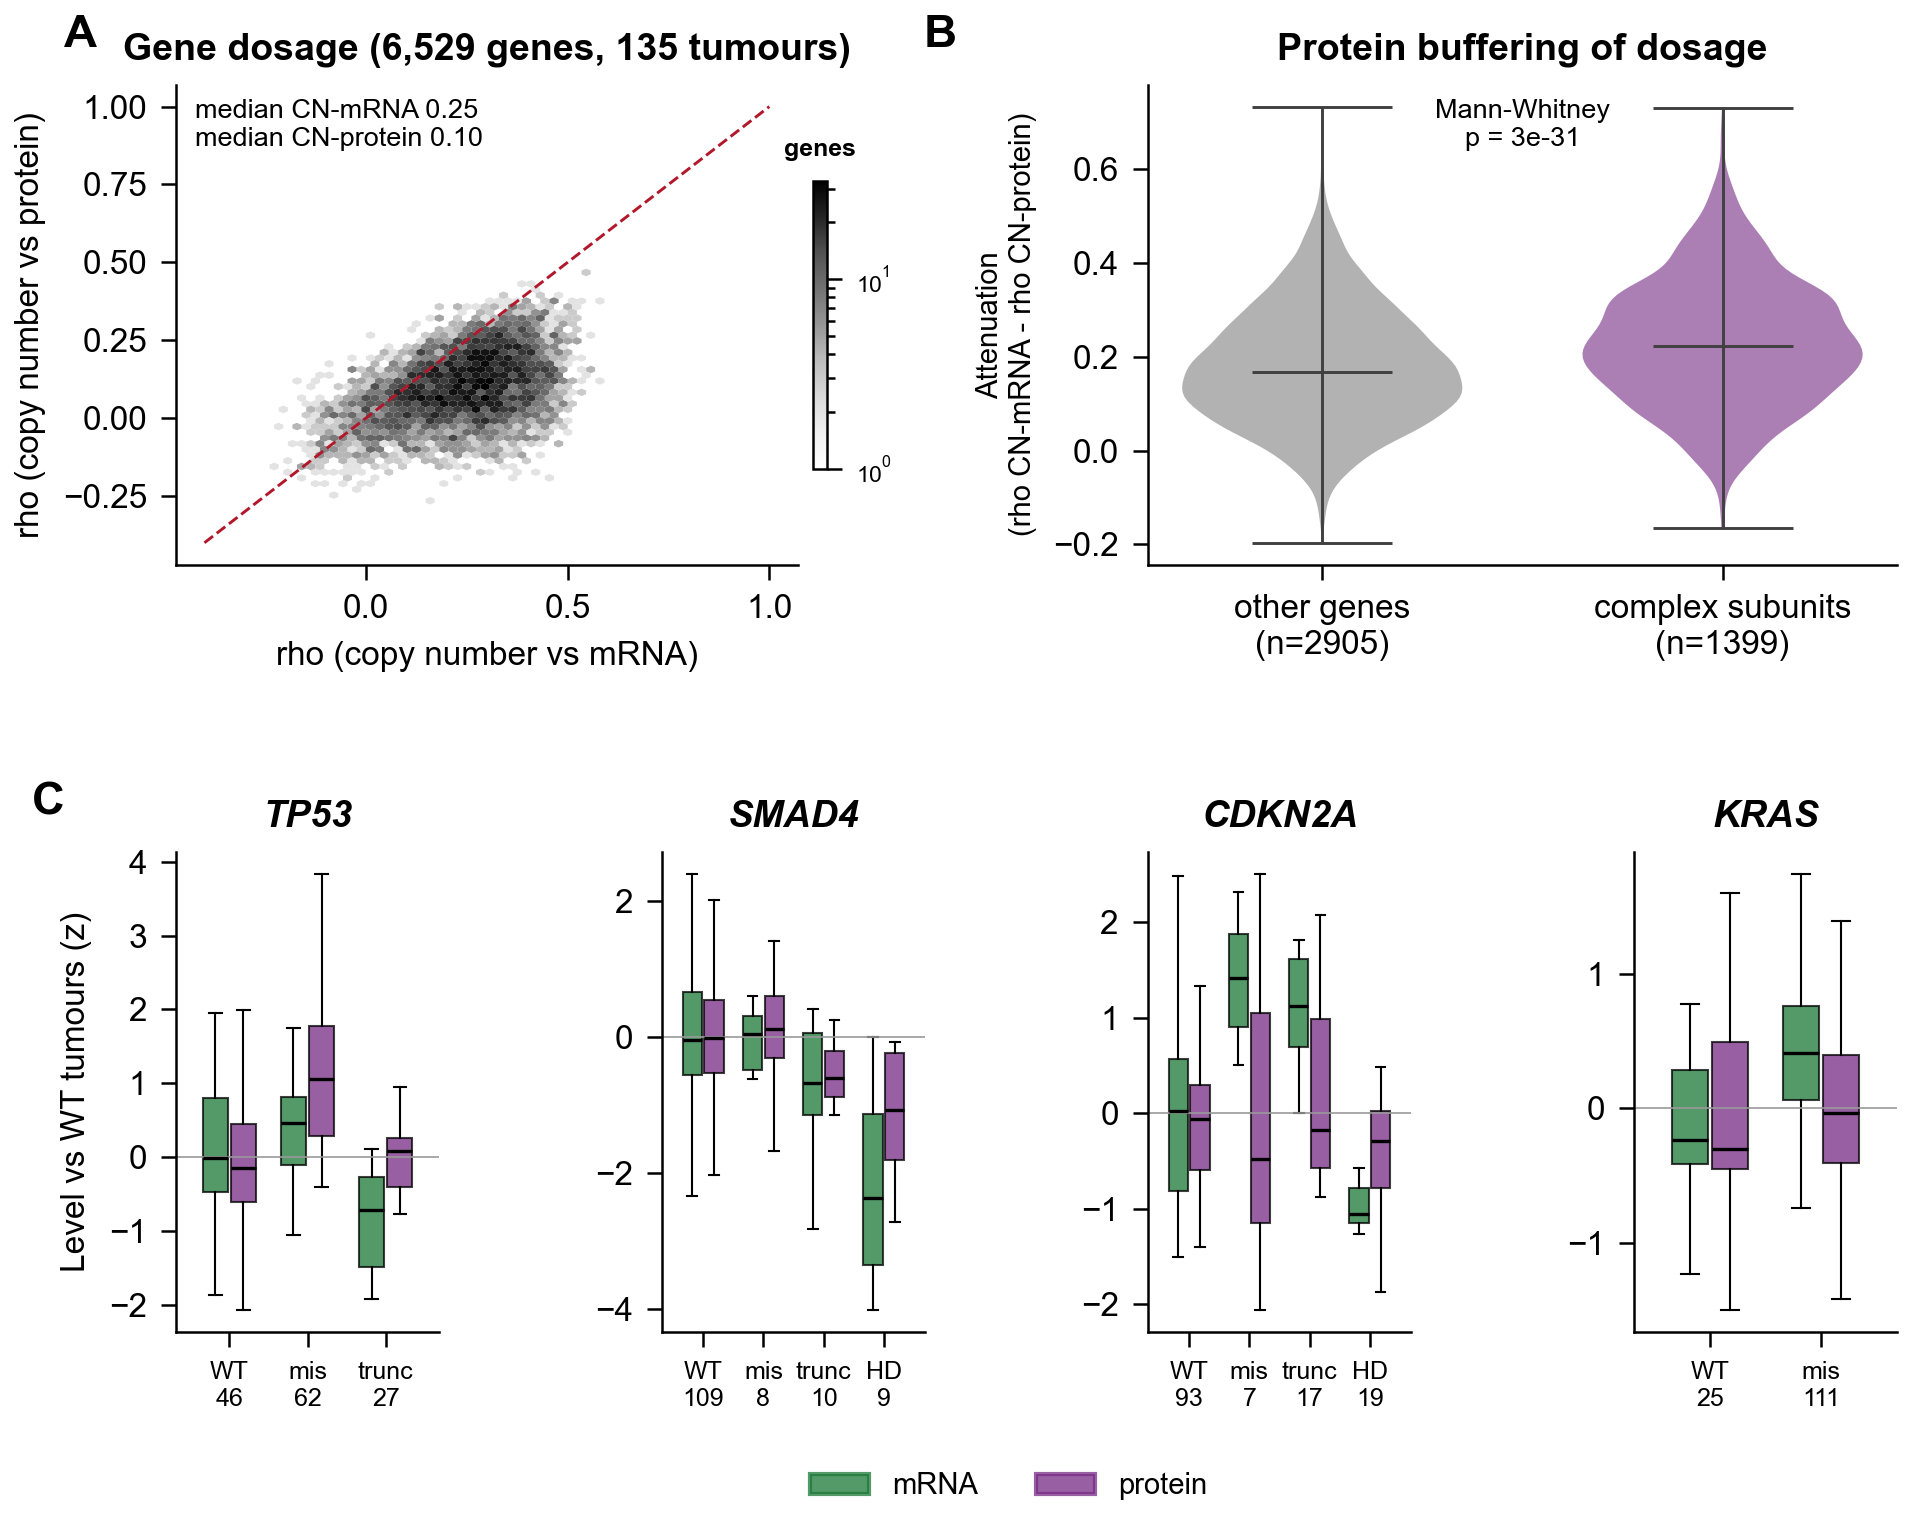 A
Gene dosage (6,529 genes, 135 tumours)
median CN-mRNA 0.25
median CN-protein 0.10
genes
10^1
10^0
1.00
0.75
0.50
0.25
0.00
−0.25
rho (copy number vs protein)
0.0 0.5 1.0
rho (copy number vs mRNA)
B
Protein buffering of dosage
Mann-Whitney
p = 3e-31
Attenuation
(rho CN-mRNA - rho CN-protein)
0.6
0.4
0.2
0.0
−0.2
other genes
(n=2905)
complex subunits
(n=1399)
C
TP53
Level vs WT tumours (z)
4
3
2
1
0
−1
−2
WT mis trunc
46 62 27
SMAD4
2
0
−2
−4
WT mis trunc HD
109 8 10 9
CDKN2A
2
1
0
−1
−2
WT mis trunc HD
93 7 17 19
KRAS
1
0
−1
WT mis
25 111
mRNA protein